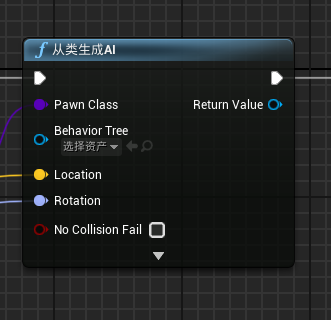 f 从类生成AI
Pawn Class
Return Value
Behavior Tree
选择资产
Location
Rotation
No Collision Fail